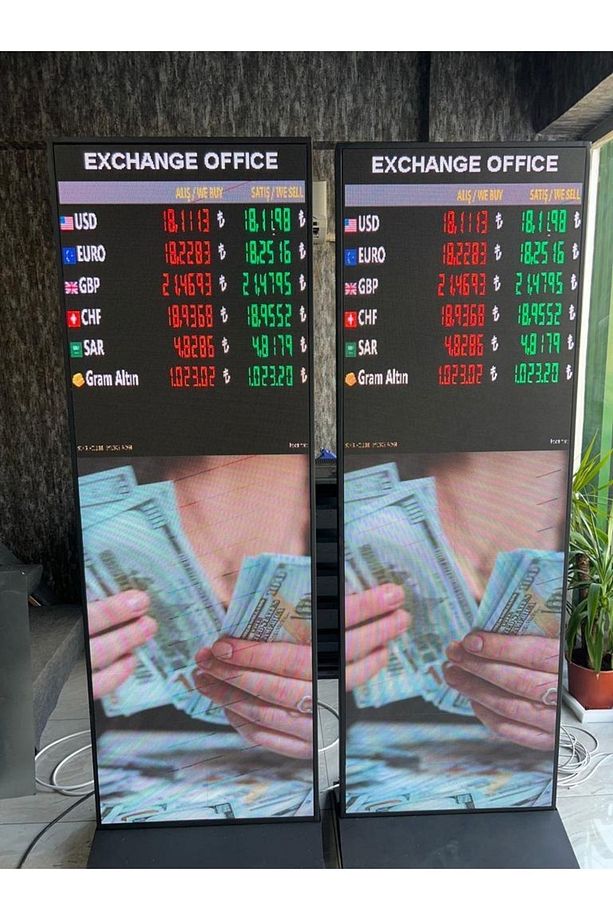 EXCHANGE OFFICE
ALIŞ / WE BUY SATIŞ / WE SELL
USD 18,1113 ₺ 18,1198 ₺
EURO 18,2283 ₺ 18,2516 ₺
GBP 21,4693 ₺ 21,4795 ₺
CHF 18,9368 ₺ 18,9552 ₺
SAR 4,8286 ₺ 4,8179 ₺
Gram Altın 1.023,02 ₺ 1.023,20 ₺
EXCHANGE OFFICE
ALIŞ / WE BUY SATIŞ / WE SELL
USD 18,1113 ₺ 18,1198 ₺
EURO 18,2283 ₺ 18,2516 ₺
GBP 21,4693 ₺ 21,4795 ₺
CHF 18,9368 ₺ 18,9552 ₺
SAR 4,8286 ₺ 4,8179 ₺
Gram Altın 1.023,02 ₺ 1.023,20 ₺
100